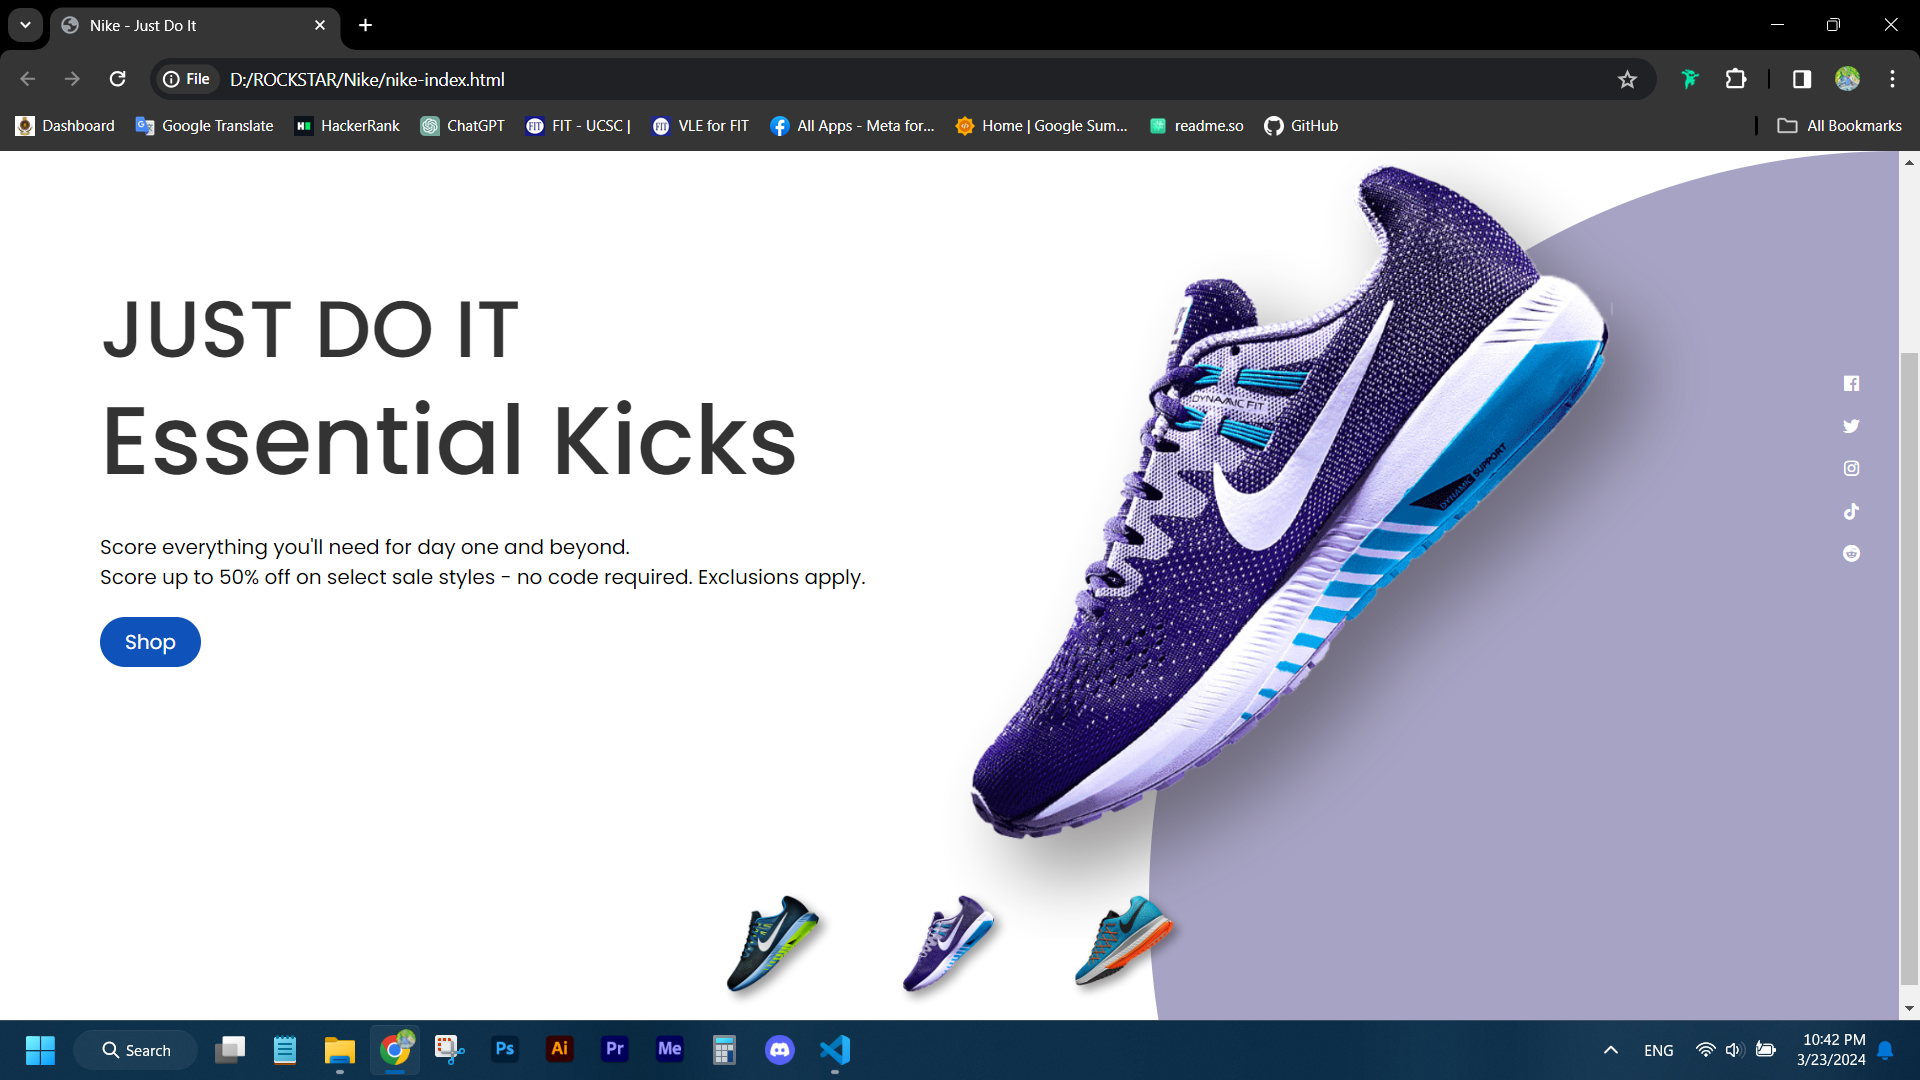 Nike - Just Do It
File
D:/ROCKSTAR/Nike/nike-index.html
Dashboard
Google Translate
HackerRank
ChatGPT
FIT - UCSC |
VLE for FIT
All Apps - Meta for...
Home | Google Sum...
readme.so
GitHub
All Bookmarks
JUST DO IT
Essential Kicks
DYNAMIC FIT
DYNAMIC SUPPORT
Score everything you'll need for day one and beyond.
Score up to 50% off on select sale styles - no code required. Exclusions apply.
Shop
Search
Ps
Ai
Pr
Me
ENG
10:42 PM
3/23/2024